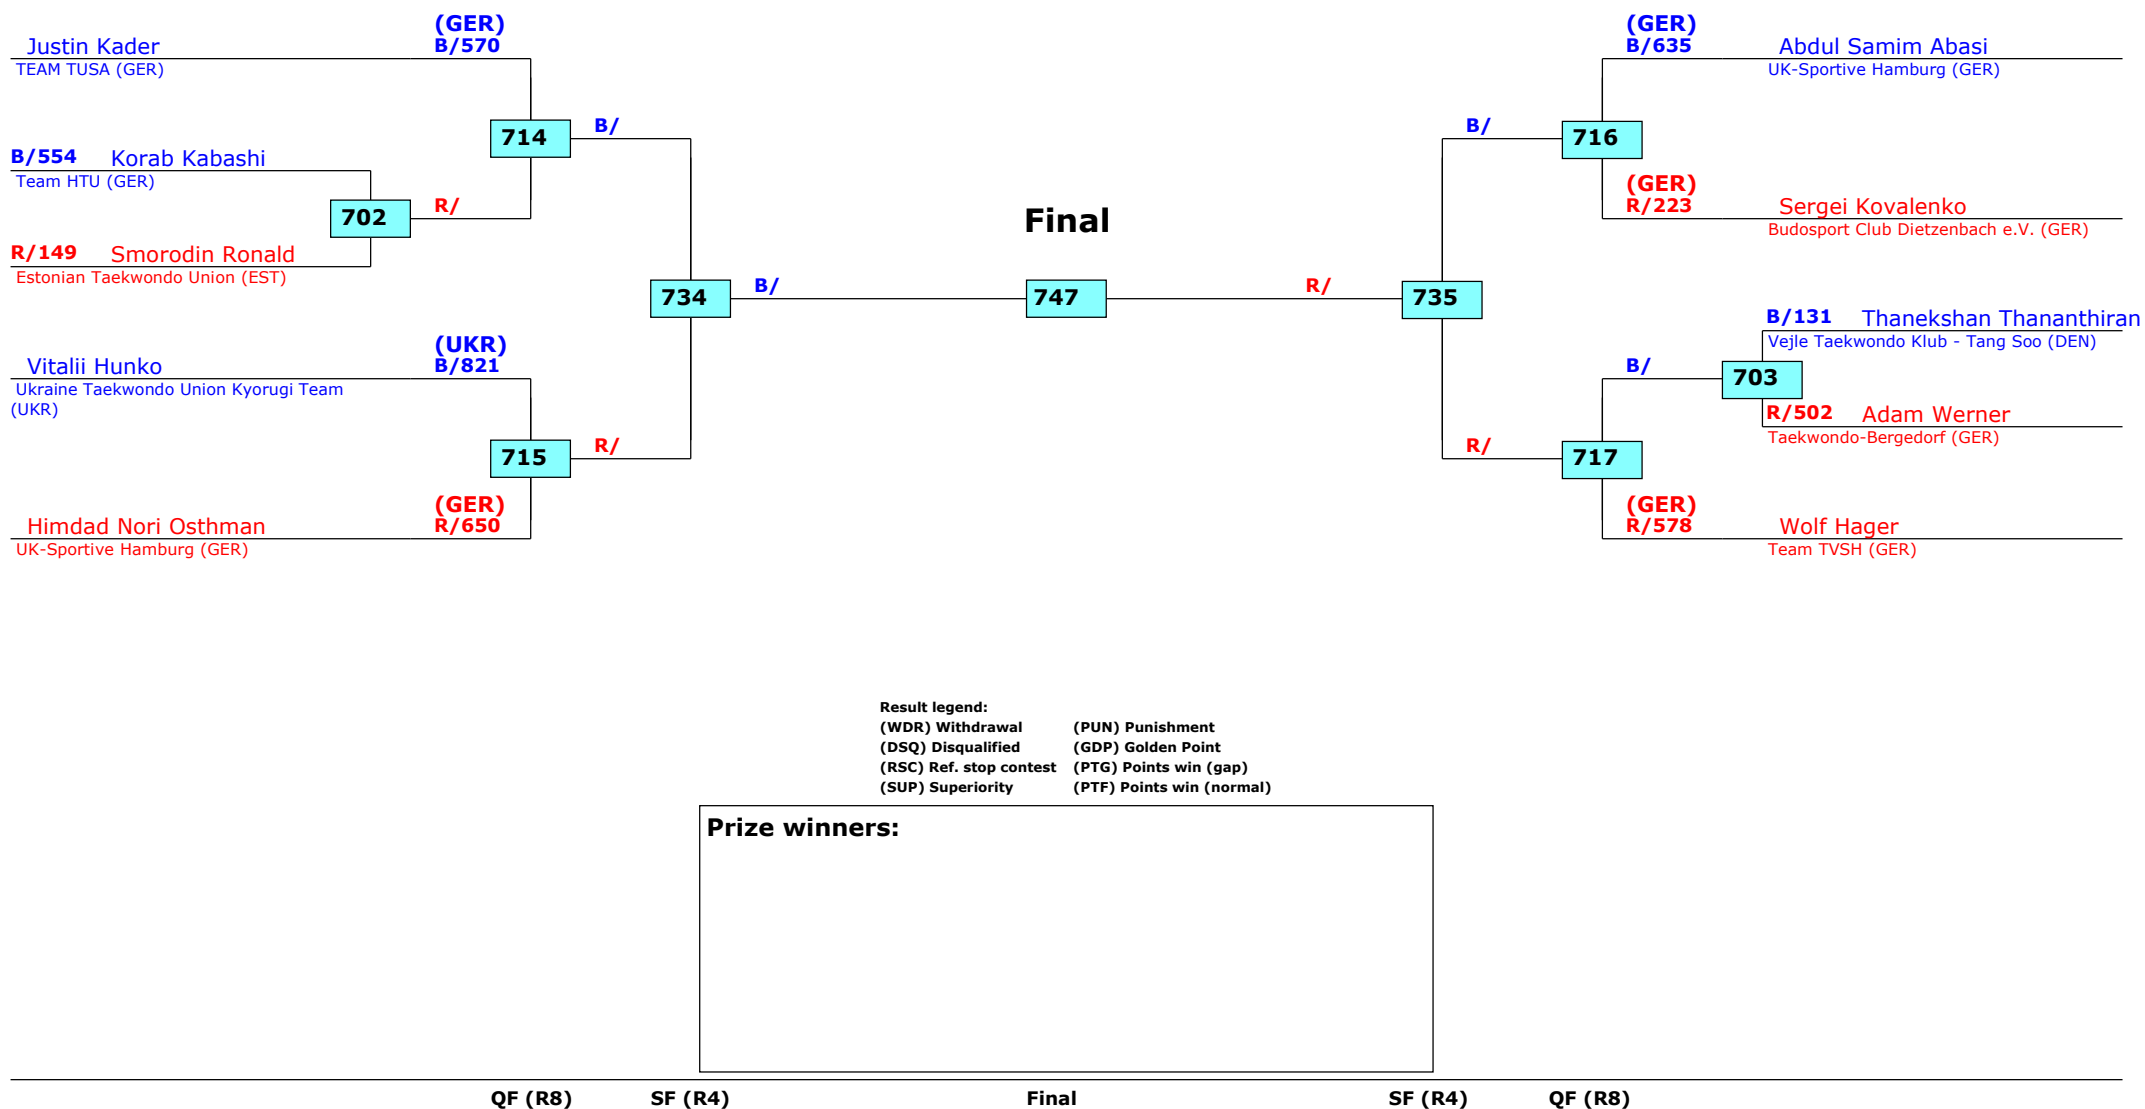 (GER)
Justin Kader B/570
TEAM TUSA (GER)
714
B/
B/554 Korab Kabashi
Team HTU (GER)
702
R/
R/149 Smorodin Ronald
Estonian Taekwondo Union (EST)
734
B/
(UKR)
Vitalii Hunko B/821
Ukraine Taekwondo Union Kyorugi Team
(UKR)
715
R/
(GER)
Himdad Nori Osthman R/650
UK-Sportive Hamburg (GER)
Final
747
(GER)
B/635 Abdul Samim Abasi
UK-Sportive Hamburg (GER)
B/
716
(GER)
R/223 Sergei Kovalenko
Budosport Club Dietzenbach e.V. (GER)
R/
735
B/131 Thanekshan Thananthiran
Vejle Taekwondo Klub - Tang Soo (DEN)
B/
703
R/502 Adam Werner
Taekwondo-Bergedorf (GER)
R/
717
(GER)
R/578 Wolf Hager
Team TVSH (GER)
Result legend:
(WDR) Withdrawal (PUN) Punishment
(DSQ) Disqualified (GDP) Golden Point
(RSC) Ref. stop contest (PTG) Points win (gap)
(SUP) Superiority (PTF) Points win (normal)
Prize winners:
QF (R8) SF (R4) Final SF (R4) QF (R8)